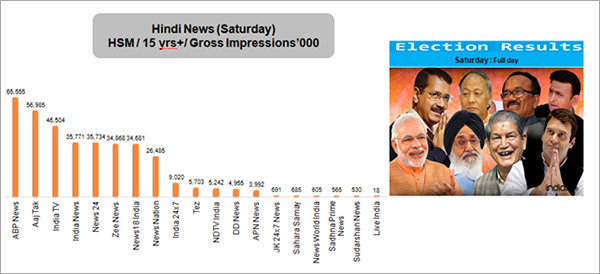 Hindi News (Saturday)
HSM / 15 yrs+/ Gross Impressions'000
65,555
56,985
46,504
35,771
35,734
34,868
34,681
26,485
9,020
5,703
5,242
4,955
3,992
691
685
605
565
530
18
ABP News
Aaj Tak
India TV
India News
News 24
Zee News
News18 India
News Nation
India 24x7
Tez
NDTV India
DD News
APN News
JK 24x7 News
Sahara Samay
News World India
Sadhna Prime
News
Sudarshan News
Live India
Election Results
Saturday : Full day